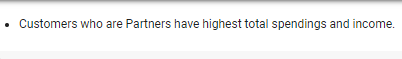 • Customers who are Partners have highest total spendings and income.